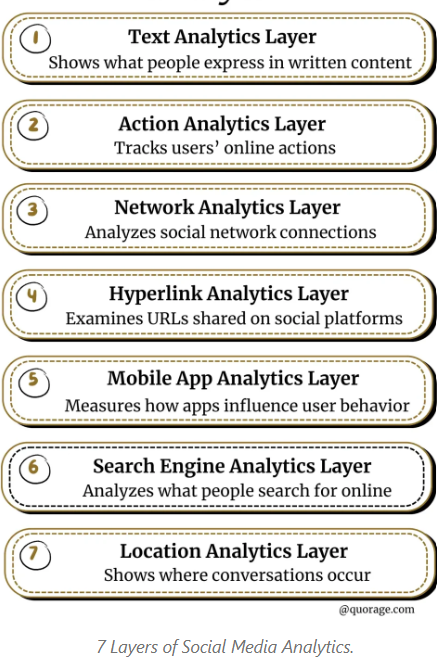 1
Text Analytics Layer
Shows what people express in written content
2
Action Analytics Layer
Tracks users’ online actions
3
Network Analytics Layer
Analyzes social network connections
4
Hyperlink Analytics Layer
Examines URLs shared on social platforms
5
Mobile App Analytics Layer
Measures how apps influence user behavior
6
Search Engine Analytics Layer
Analyzes what people search for online
7
Location Analytics Layer
Shows where conversations occur
@quorage.com
7 Layers of Social Media Analytics.